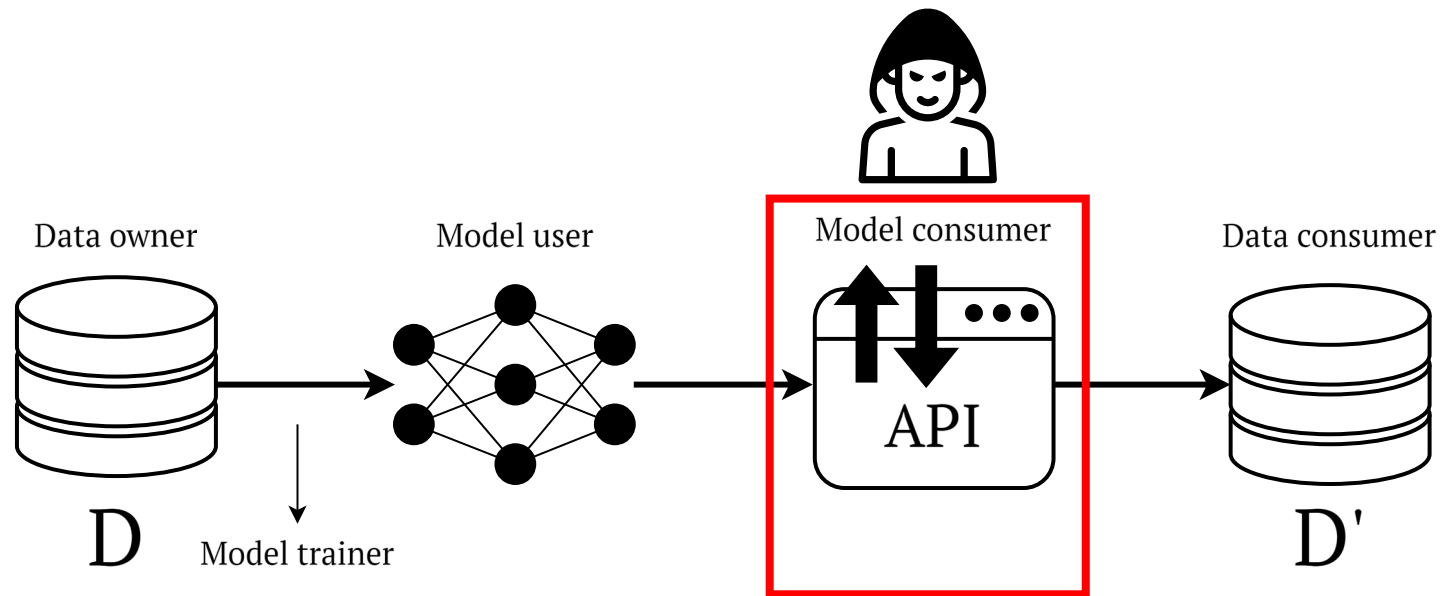 Data owner
Model user
Model consumer
Data consumer
API
D
Model trainer
D'